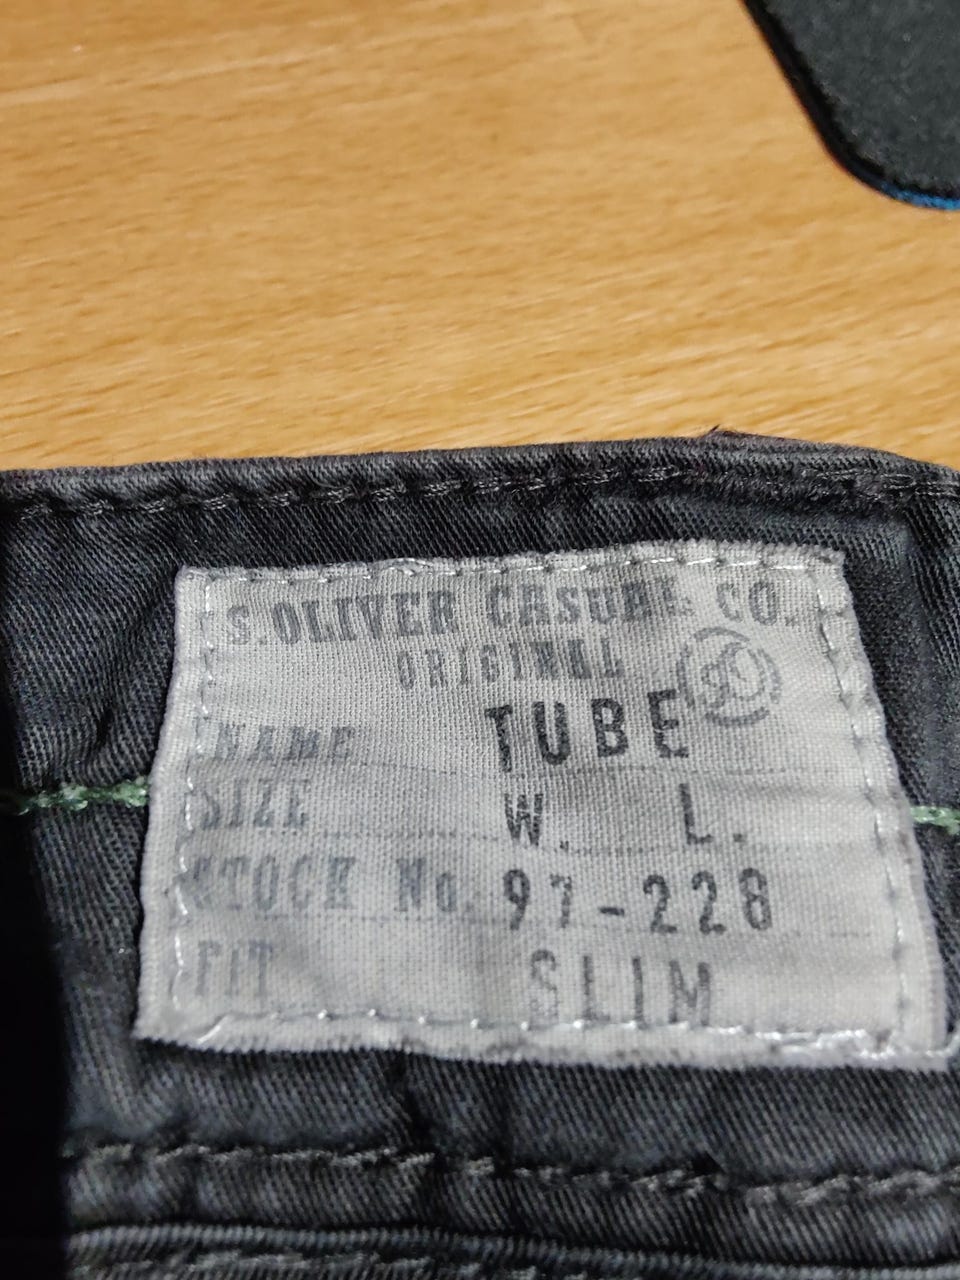 S.OLIVER CASUAL CO.
ORIGINAL
NAME TUBE
SIZE W. L.
STOCK No. 97-228
FIT SLIM